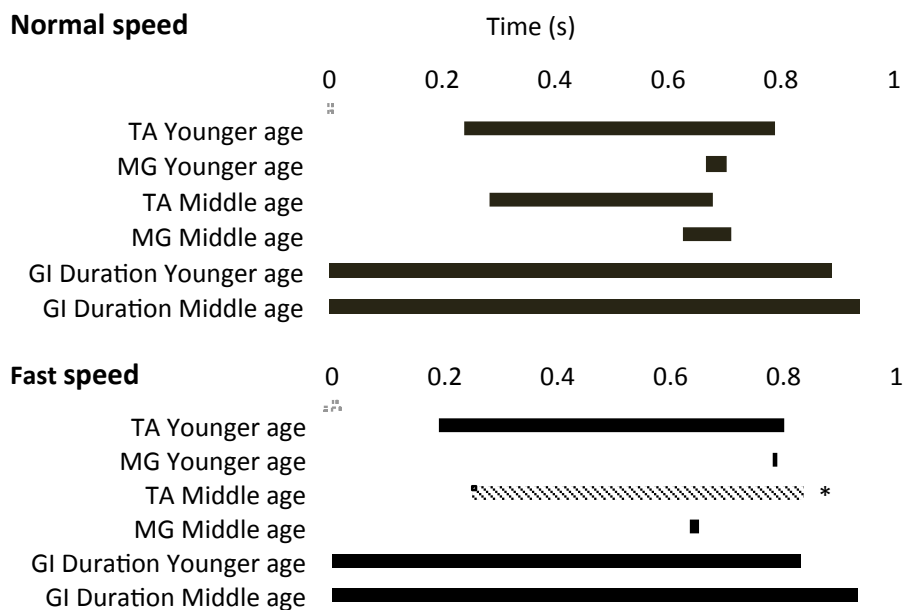 Normal speed Time (s)
0 0.2 0.4 0.6 0.8 1
TA Younger age
MG Younger age
TA Middle age
MG Middle age
GI Duration Younger age
GI Duration Middle age
Fast speed 0 0.2 0.4 0.6 0.8 1
TA Younger age
MG Younger age
TA Middle age *
MG Middle age
GI Duration Younger age
GI Duration Middle age